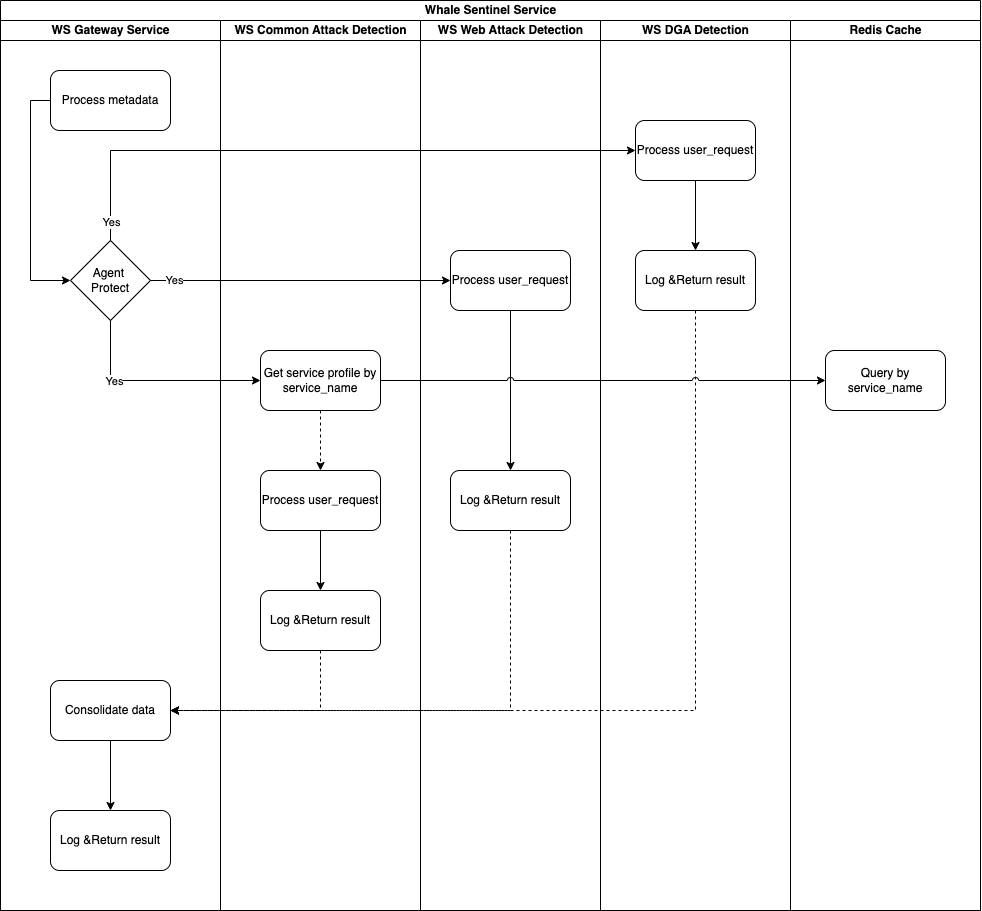 Whale Sentinel Service
WS Gateway Service
WS Common Attack Detection
WS Web Attack Detection
WS DGA Detection
Redis Cache
Process metadata
Process user_request
Yes
Agent
Protect
Yes
Process user_request
Log &Return result
Yes
Get service profile by
service_name
Query by
service_name
Process user_request
Log &Return result
Log &Return result
Consolidate data
Log &Return result